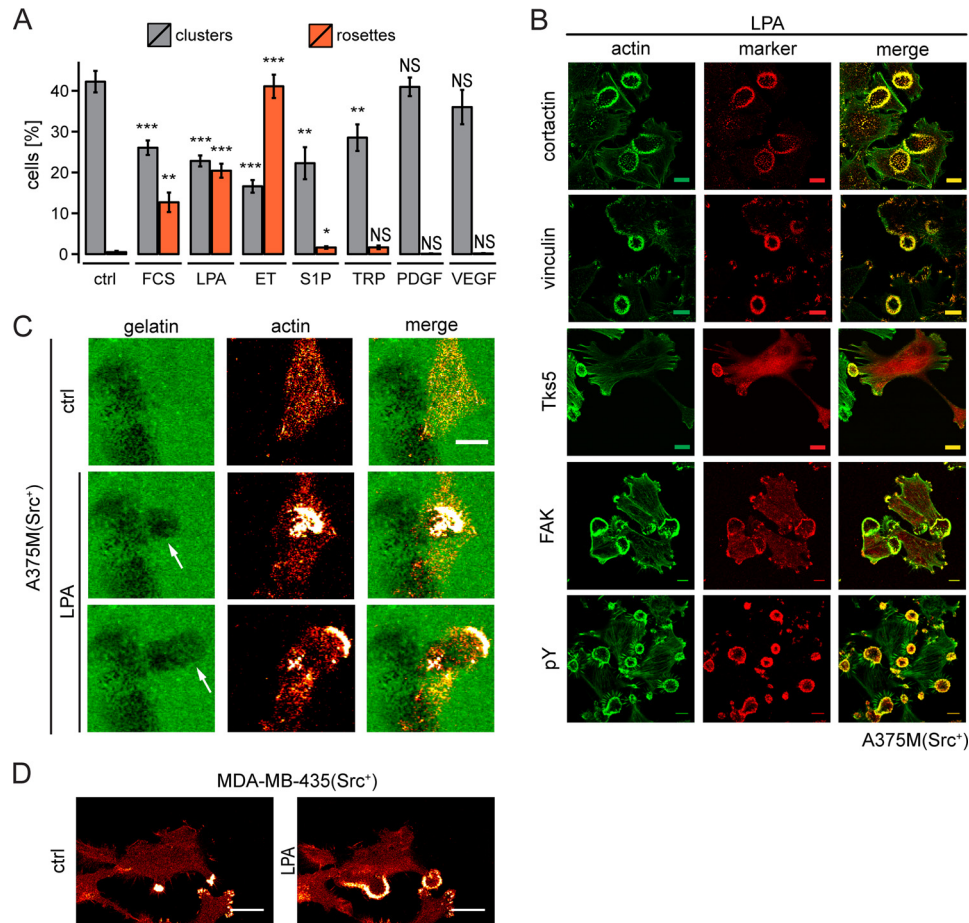 A
clusters
rosettes
cells [%]
40
30
20
10
0
***
**
***
***
***
***
**
*
**
NS
NS
NS
NS
NS
ctrl FCS LPA ET S1P TRP PDGF VEGF
B
LPA
actin marker merge
cortactin
vinculin
Tks5
FAK
pY
A375M(Src⁺)
C
gelatin actin merge
A375M(Src⁺)
ctrl
LPA
D
MDA-MB-435(Src⁺)
ctrl
LPA